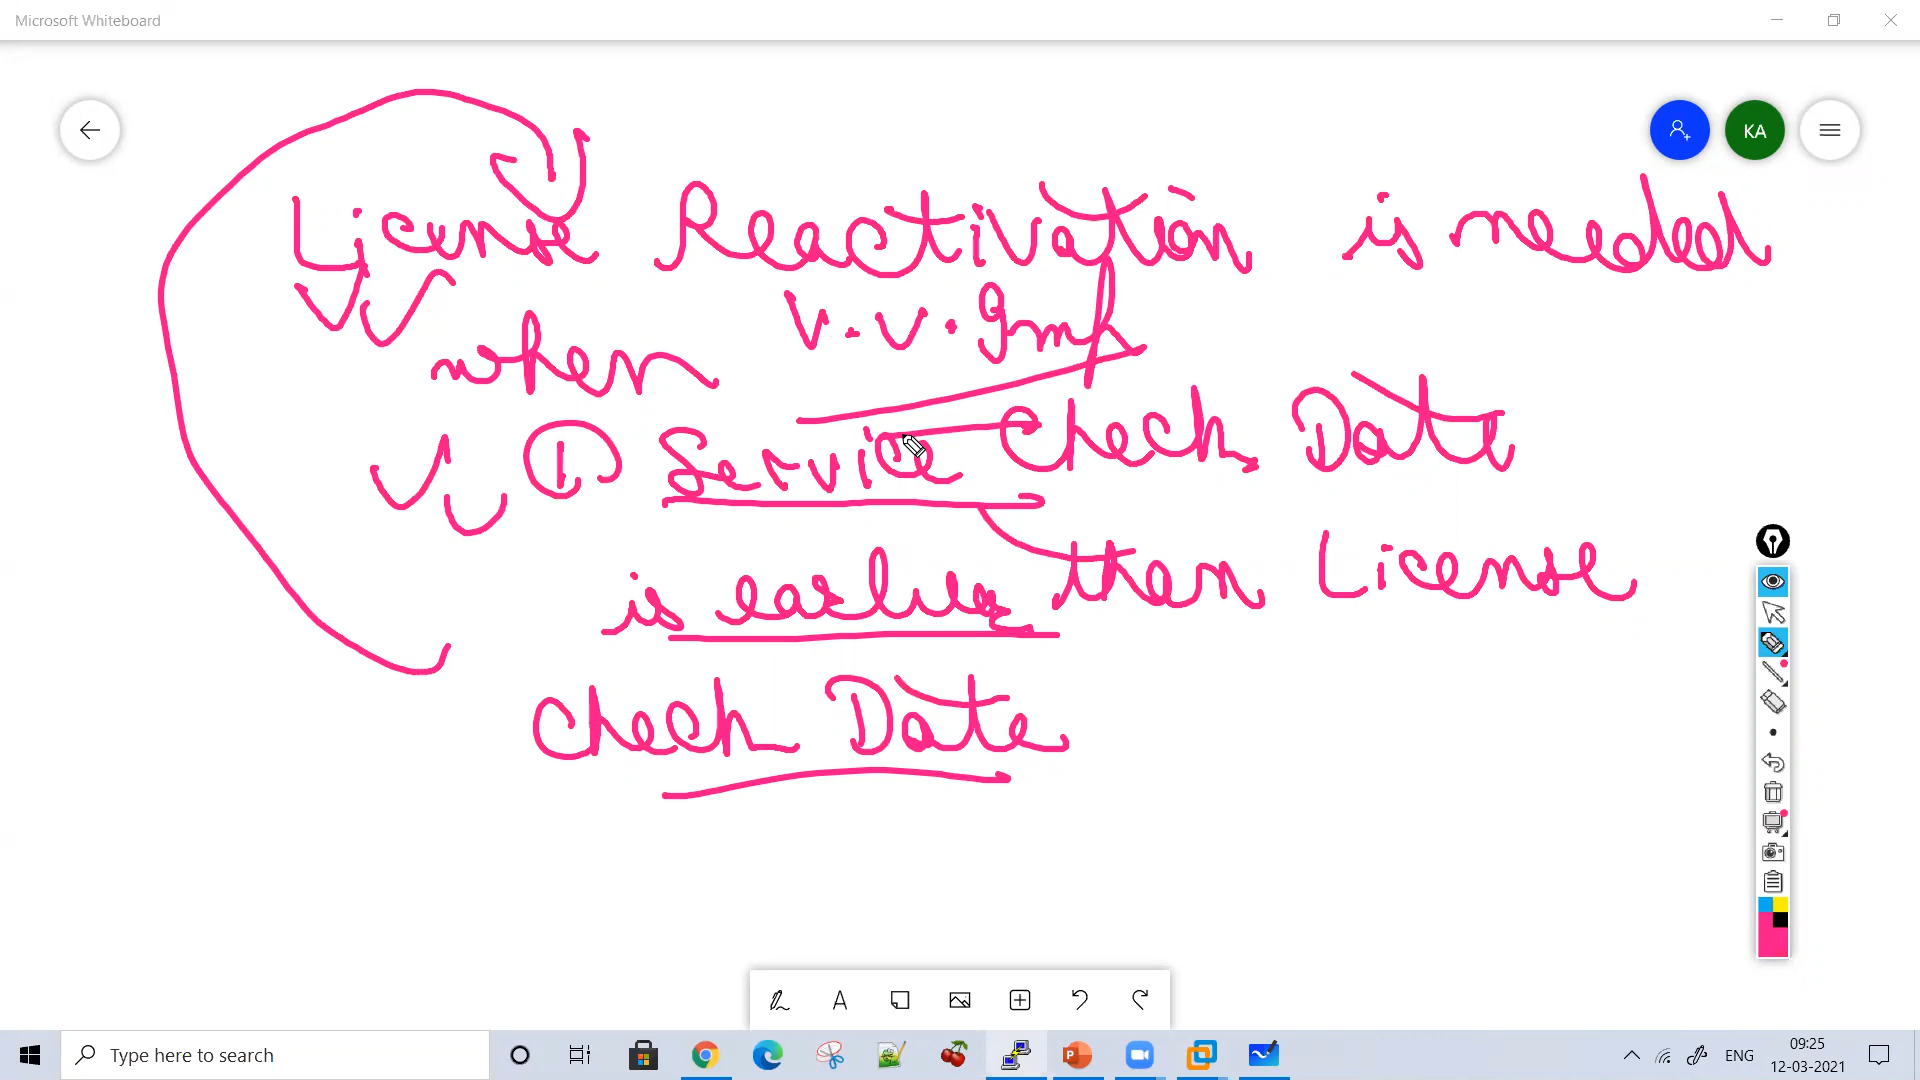 Microsoft Whiteboard
KA
License Reactivation is needed
when V.V.Imp
1 Service Check Date
is earlier than License
Check Date
A
Type here to search
ENG
09:25
12-03-2021